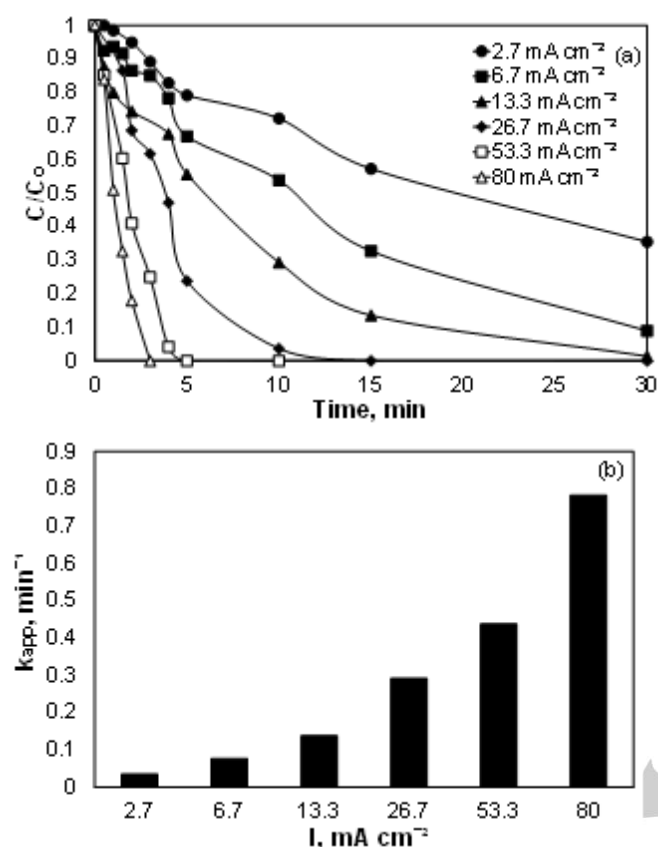 1
0.9
0.8
0.7
0.6
0.5
0.4
0.3
0.2
0.1
0
C/Co
2.7 mA cm⁻² (a)
6.7 mA cm⁻²
13.3 mA cm⁻²
26.7 mA cm⁻²
53.3 mA cm⁻²
80 mA cm⁻²
0 5 10 15 20 25 30
Time, min
0.9
0.8
0.7
0.6
0.5
0.4
0.3
0.2
0.1
0
kapp, min⁻¹
(b)
2.7 6.7 13.3 26.7 53.3 80
I, mA cm⁻²